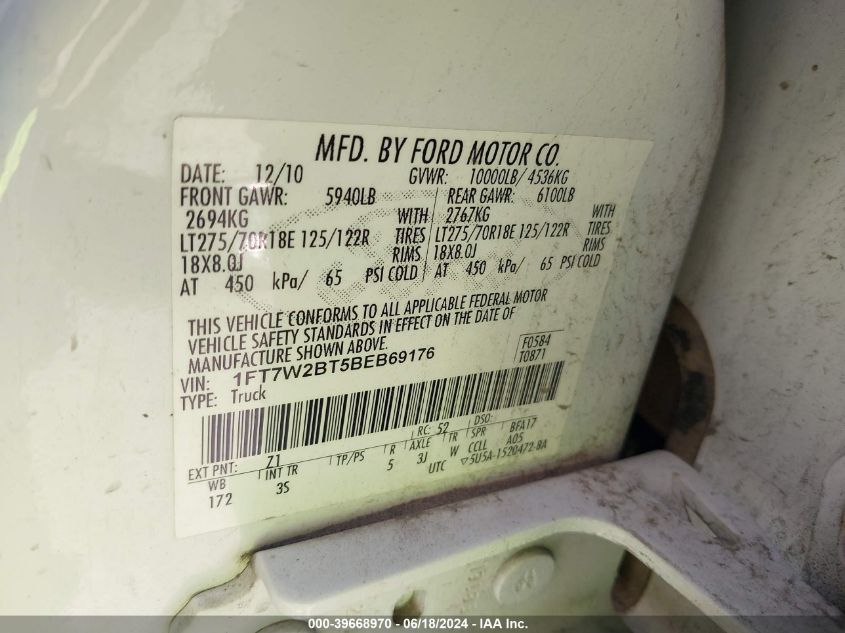 MFD. BY FORD MOTOR CO.
DATE: 12/10 GVWR: 10000LB/ 4536KG
FRONT GAWR: 5940LB REAR GAWR: 6100LB
2694KG WITH 2767KG WITH
LT275/70R18E 125/122R TIRES LT275/70R18E 125/122R TIRES
18X8.0J RIMS 18X8.0J RIMS
AT 450 kPa/ 65 PSI COLD AT 450 kPa/ 65 PSI COLD
THIS VEHICLE CONFORMS TO ALL APPLICABLE FEDERAL MOTOR
VEHICLE SAFETY STANDARDS IN EFFECT ON THE DATE OF
MANUFACTURE SHOWN ABOVE.
F0584
T0871
VIN: 1FT7W2BT5BEB69176
TYPE: Truck
EXT PNT: Z1 RC: 52 DSO:
WB INT TR TP/PS R AXLE TR SPR BFA17
172 3S 5 3J W CCLL A05
UTC ▽5U5A-1520472-BA
000-39668970 - 06/18/2024 - IAA Inc.